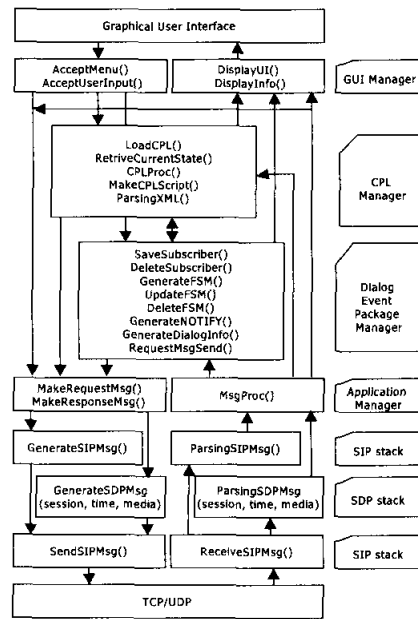 Graphical User Interface
AcceptMenu()
AcceptUserInput()
DisplayUI()
DisplayInfo()
GUI Manager
LoadCPL()
RetriveCurrentState()
CPLProc()
MakeCPLScript()
ParsingXML()
CPL
Manager
SaveSubscriber()
DeleteSubscriber()
GenerateFSM()
UpdateFSM()
DeleteFSM()
GenerateNOTIFY()
GenerateDialogInfo()
RequestMsgSend()
Dialog
Event
Package
Manager
MakeRequestMsg()
MakeResponseMsg()
MsgProc()
Application
Manager
GenerateSIPMsg()
ParsingSIPMsg()
SIP stack
GenerateSDPMsg
(session, time, media)
ParsingSDPMsg
(session, time, media)
SDP stack
SendSIPMsg()
ReceiveSIPMsg()
SIP stack
TCP/UDP